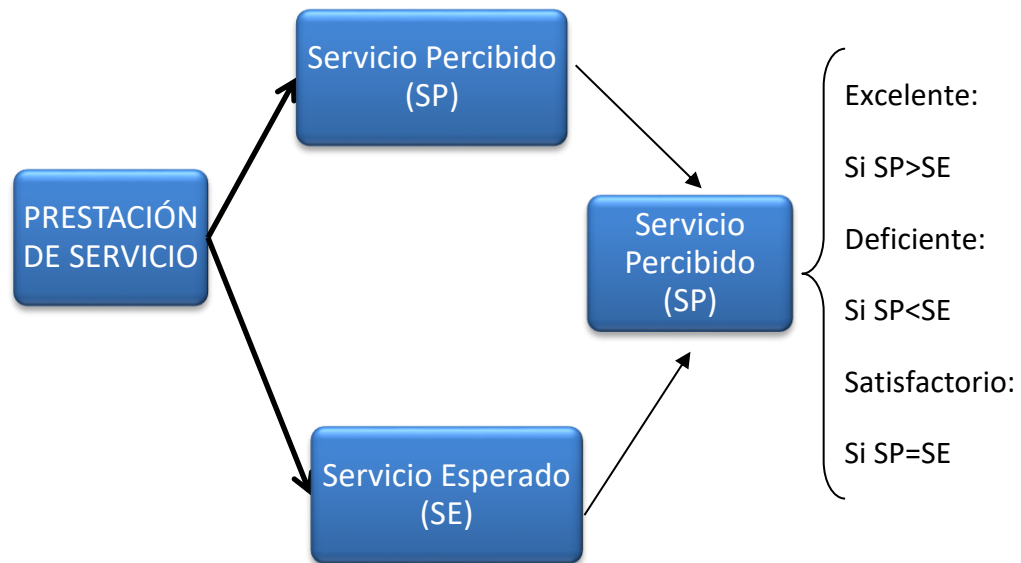 Servicio Percibido
(SP)
PRESTACIÓN
DE SERVICIO
Servicio Esperado
(SE)
Servicio
Percibido
(SP)
Excelente:
Si SP>SE
Deficiente:
Si SP<SE
Satisfactorio:
Si SP=SE